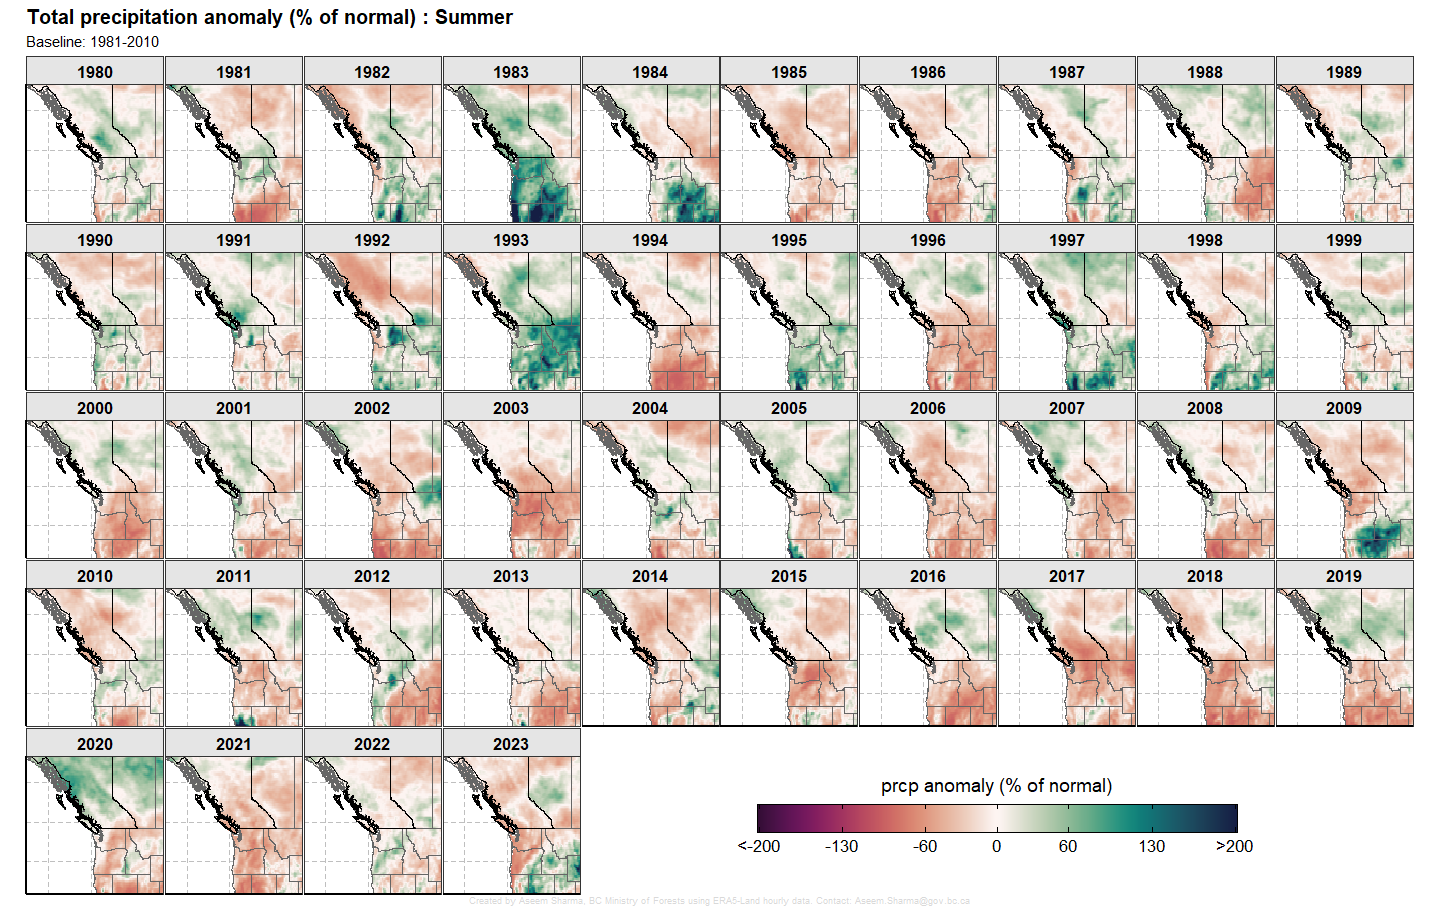 Total precipitation anomaly (% of normal) : Summer
Baseline: 1981-2010
1980 1981 1982 1983 1984 1985 1986 1987 1988 1989
1990 1991 1992 1993 1994 1995 1996 1997 1998 1999
2000 2001 2002 2003 2004 2005 2006 2007 2008 2009
2010 2011 2012 2013 2014 2015 2016 2017 2018 2019
2020 2021 2022 2023
prcp anomaly (% of normal)
<-200 -130 -60 0 60 130 >200
Created by Aseem Sharma, BC Ministry of Forests using ERA5-Land hourly data. Contact: Aseem.Sharma@gov.bc.ca